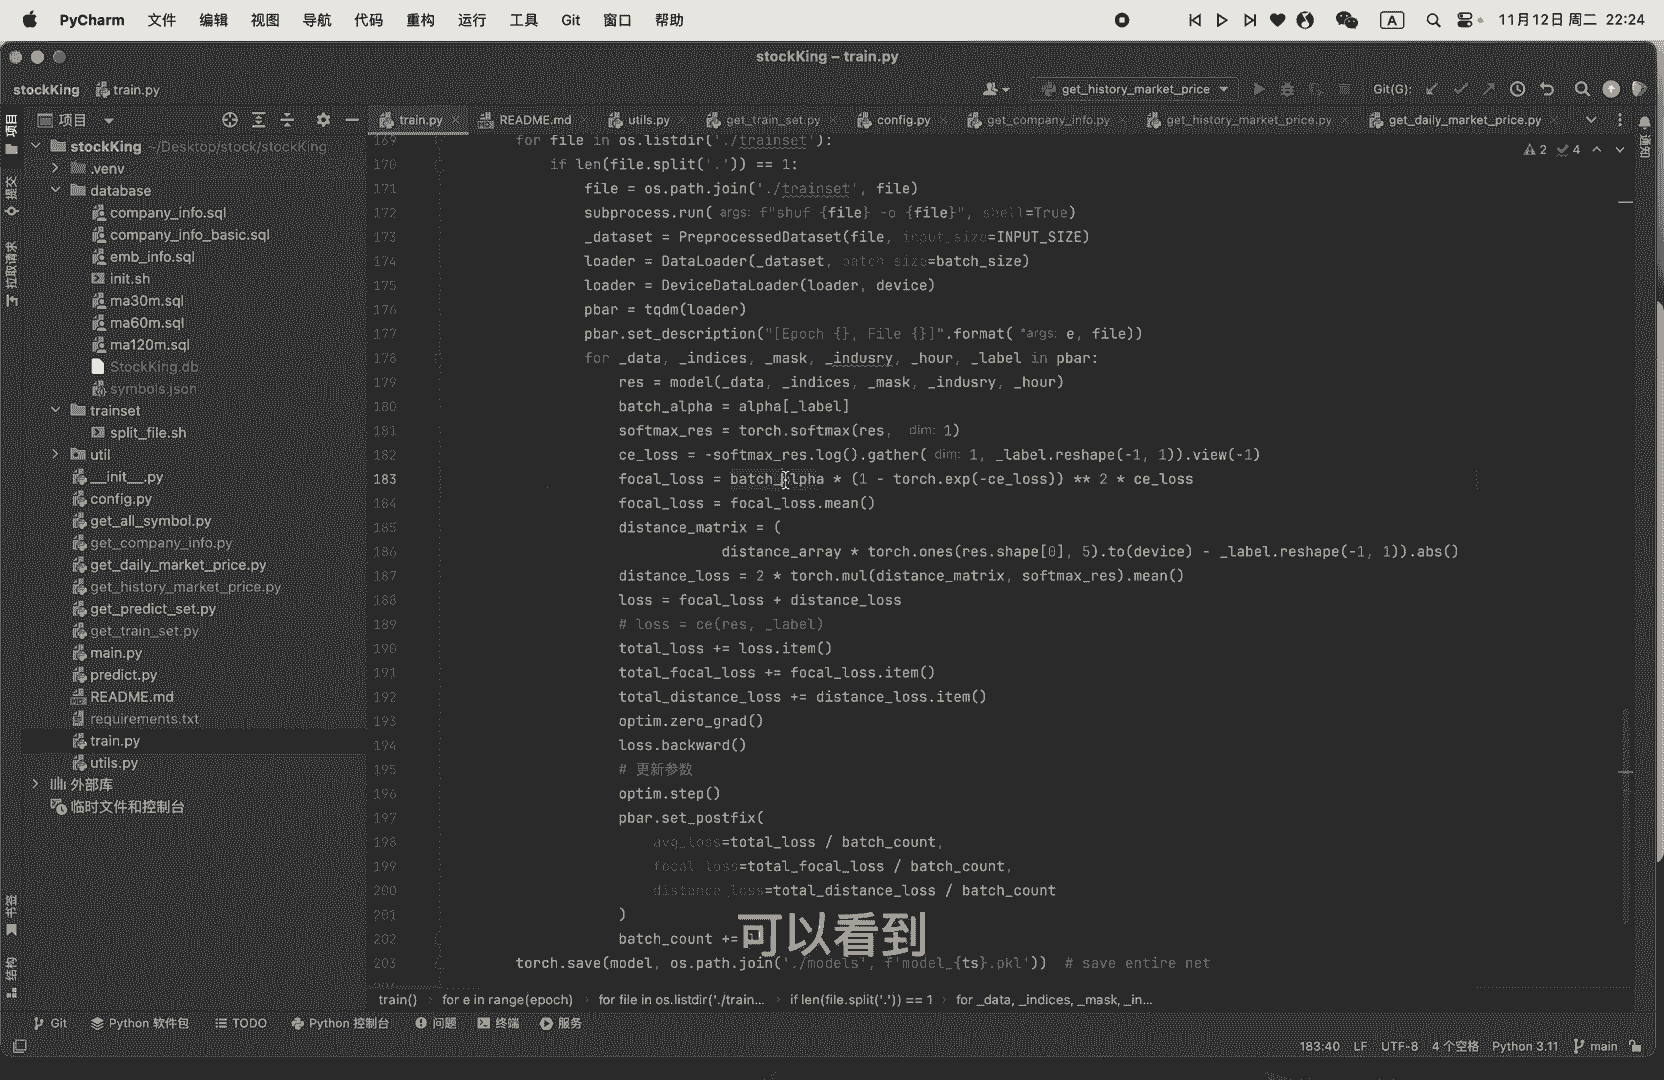 PyCharm 文件 编辑 视图 导航 代码 重构 运行 工具 Git 窗口 帮助 A 11月12日 周二 22:24
stockKing – train.py
stockKing train.py get_history_market_price Git(G):
项目 train.py README.md utils.py get_train_set.py config.py get_company_info.py get_history_market_price.py get_daily_market_price.py
项目
提交
拉取请求
书签
结构
通知
stockKing ~/Desktop/stock/stockKing
.venv
database
company_info.sql
company_info_basic.sql
emb_info.sql
init.sh
ma30m.sql
ma60m.sql
ma120m.sql
StockKing.db
symbols.json
trainset
split_file.sh
util
__init__.py
config.py
get_all_symbol.py
get_company_info.py
get_daily_market_price.py
get_history_market_price.py
get_predict_set.py
get_train_set.py
main.py
predict.py
README.md
requirements.txt
train.py
utils.py
外部库
临时文件和控制台
2 4
169 for file in os.listdir('./trainset'):
170 if len(file.split('.')) == 1:
171 file = os.path.join('./trainset', file)
172 subprocess.run( args: f"shuf {file} -o {file}", shell=True)
173 _dataset = PreprocessedDataset(file, input_size=INPUT_SIZE)
174 loader = DataLoader(_dataset, batch_size=batch_size)
175 loader = DeviceDataLoader(loader, device)
176 pbar = tqdm(loader)
177 pbar.set_description("[Epoch {}, File {}]".format( *args: e, file))
178 for _data, _indices, _mask, _indusry, _hour, _label in pbar:
179 res = model(_data, _indices, _mask, _indusry, _hour)
180 batch_alpha = alpha[_label]
181 softmax_res = torch.softmax(res, dim: 1)
182 ce_loss = -softmax_res.log().gather( dim: 1, _label.reshape(-1, 1)).view(-1)
183 focal_loss = batch_alpha * (1 - torch.exp(-ce_loss)) ** 2 * ce_loss
184 focal_loss = focal_loss.mean()
185 distance_matrix = (
186 distance_array * torch.ones(res.shape[0], 5).to(device) - _label.reshape(-1, 1)).abs()
187 distance_loss = 2 * torch.mul(distance_matrix, softmax_res).mean()
188 loss = focal_loss + distance_loss
189 # loss = ce(res, _label)
190 total_loss += loss.item()
191 total_focal_loss += focal_loss.item()
192 total_distance_loss += distance_loss.item()
193 optim.zero_grad()
194 loss.backward()
195 # 更新参数
196 optim.step()
197 pbar.set_postfix(
198 avg_loss=total_loss / batch_count,
199 focal_loss=total_focal_loss / batch_count,
200 distance_loss=total_distance_loss / batch_count
201 )
202 batch_count +=
203 torch.save(model, os.path.join('./models', f'model_{ts}.pkl')) # save entire net
可以看到
train() for e in range(epoch) for file in os.listdir('./train... if len(file.split('.')) == 1 for _data, _indices, _mask, _in...
Git Python 软件包 TODO Python 控制台 问题 终端 服务
183:40 LF UTF-8 4 个空格 Python 3.11 main